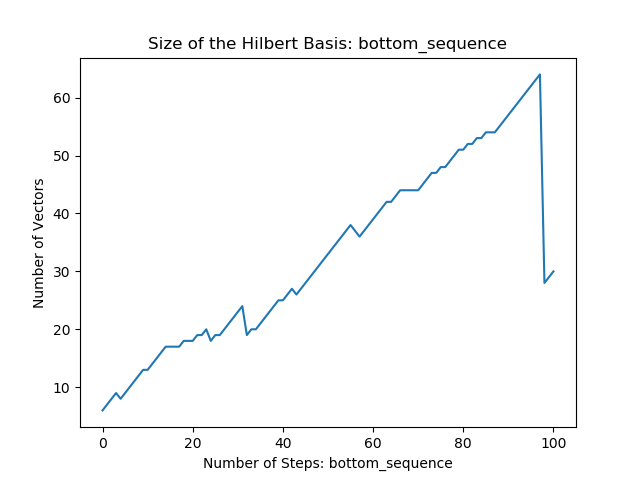 Size of the Hilbert Basis: bottom_sequence
60
50
40
30
20
10
Number of Vectors
0 20 40 60 80 100
Number of Steps: bottom_sequence